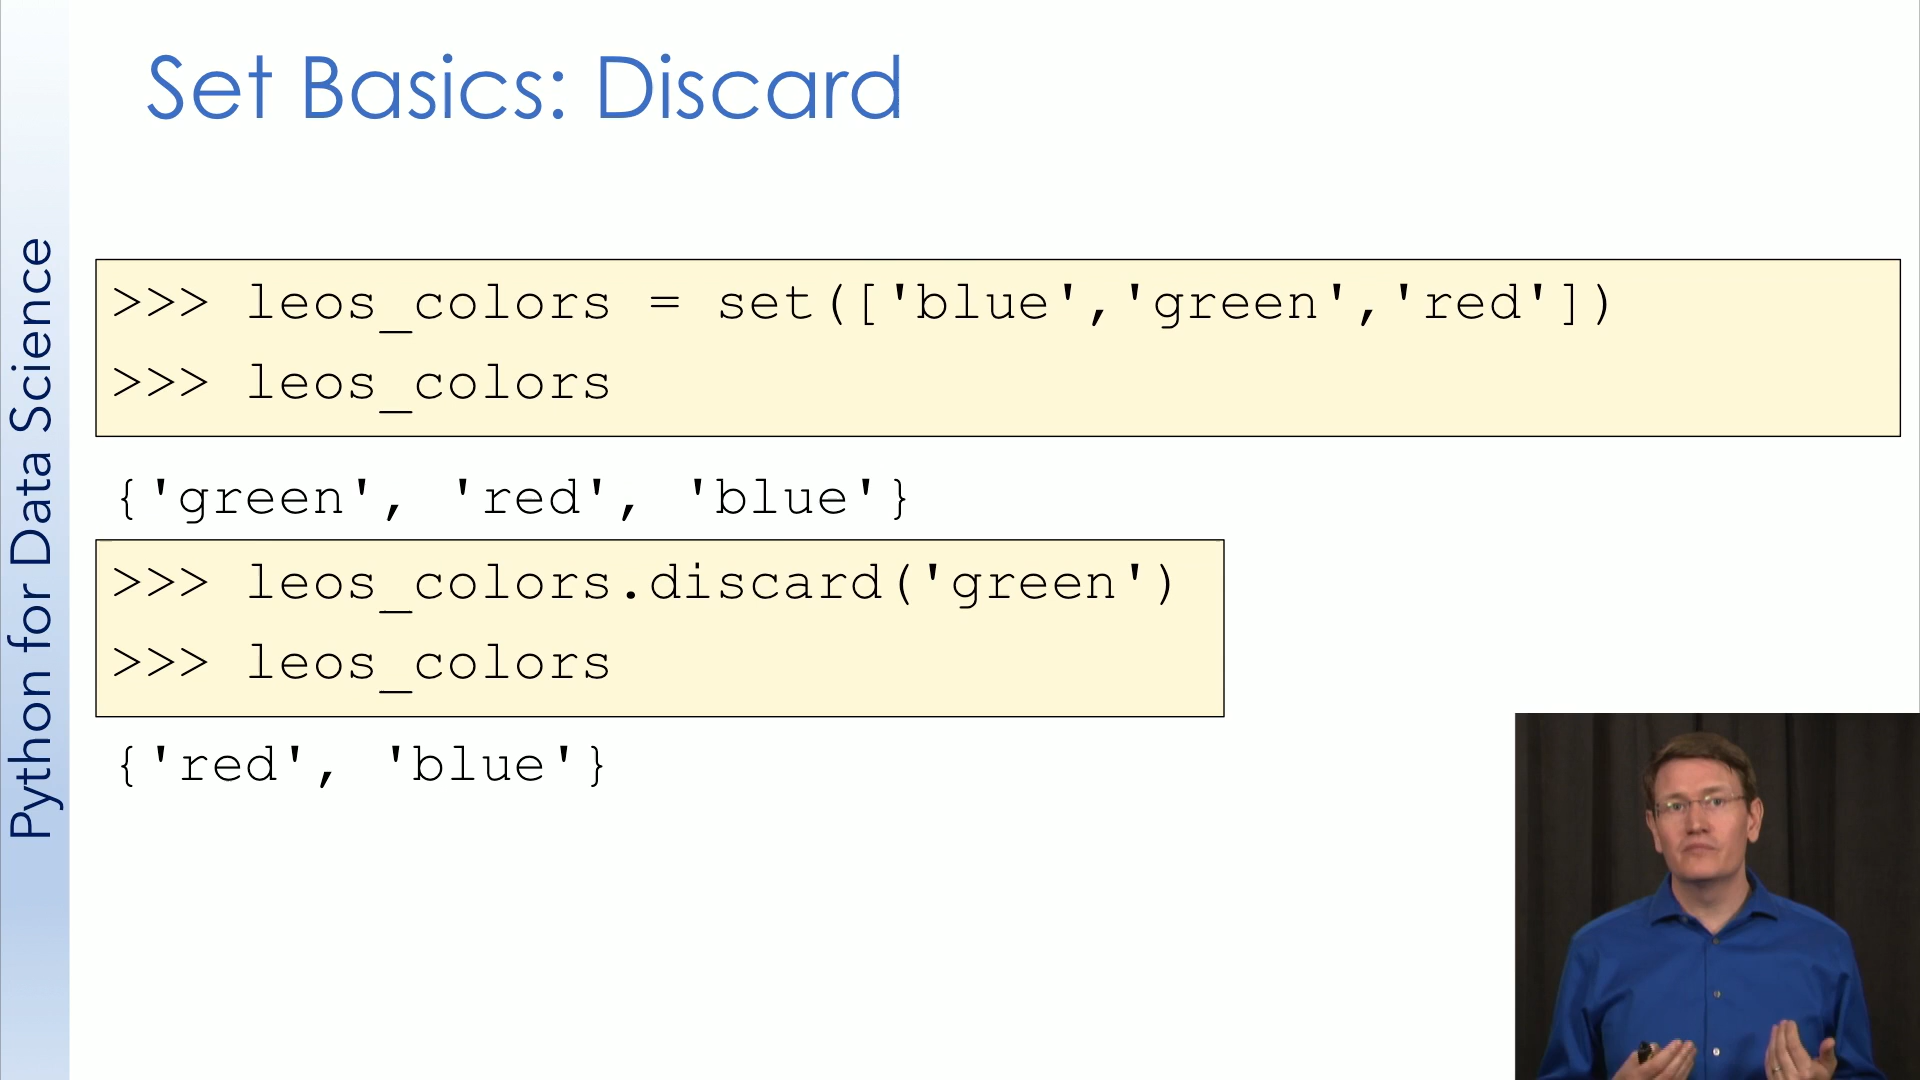 Set Basics: Discard
Python for Data Science
>>> leos_colors = set(['blue','green','red'])
>>> leos_colors
{'green', 'red', 'blue'}
>>> leos_colors.discard('green')
>>> leos_colors
{'red', 'blue'}